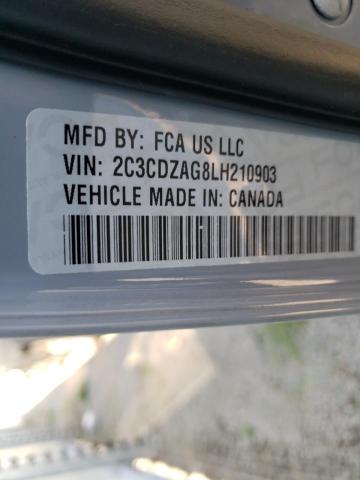 MFD BY: FCA US LLC
VIN: 2C3CDZAG8LH210903
VEHICLE MADE IN: CANADA